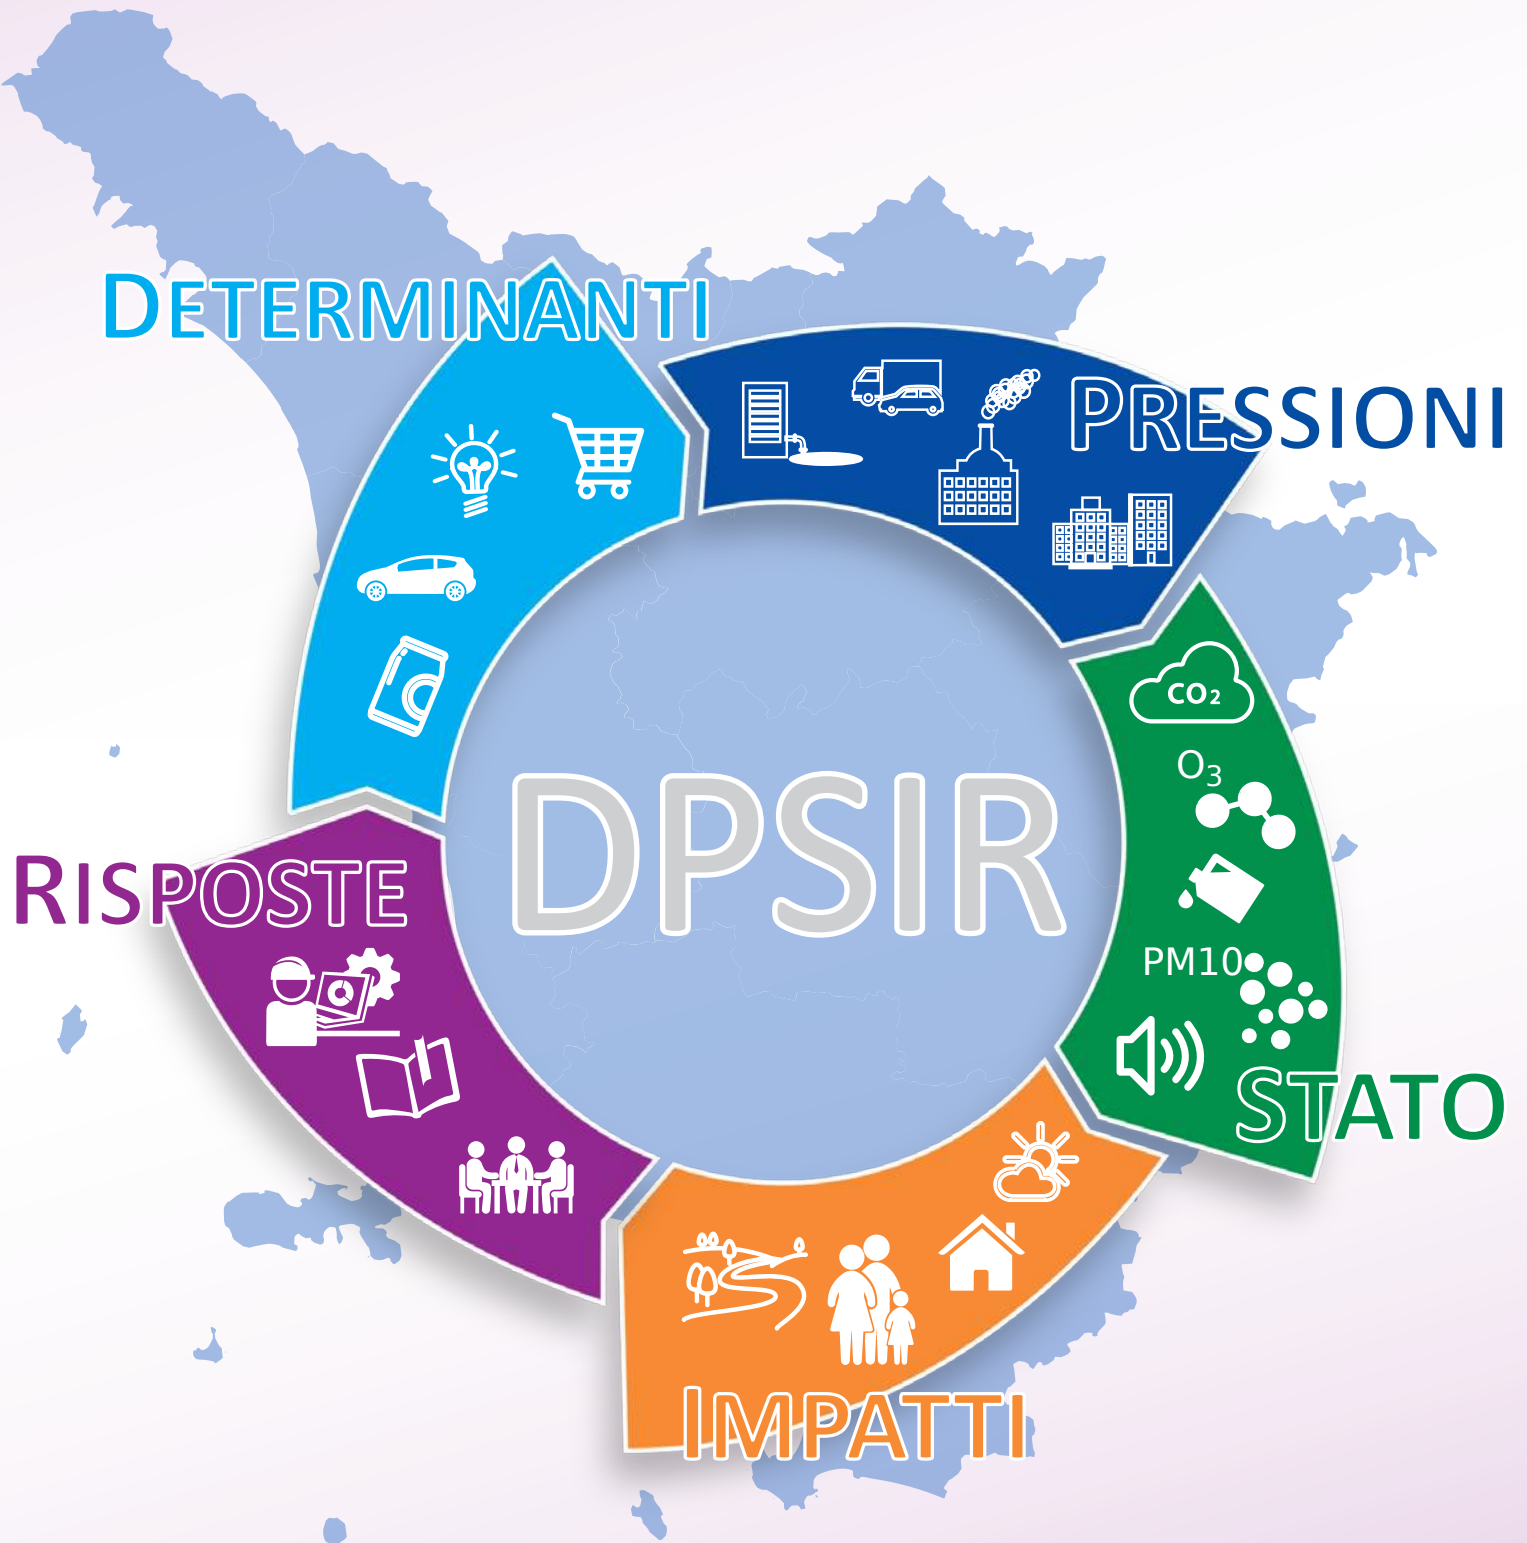 DETERMINANTI
PRESSIONI
CO₂
O₃
DPSIR
RISPOSTE
PM10
STATO
IMPATTI